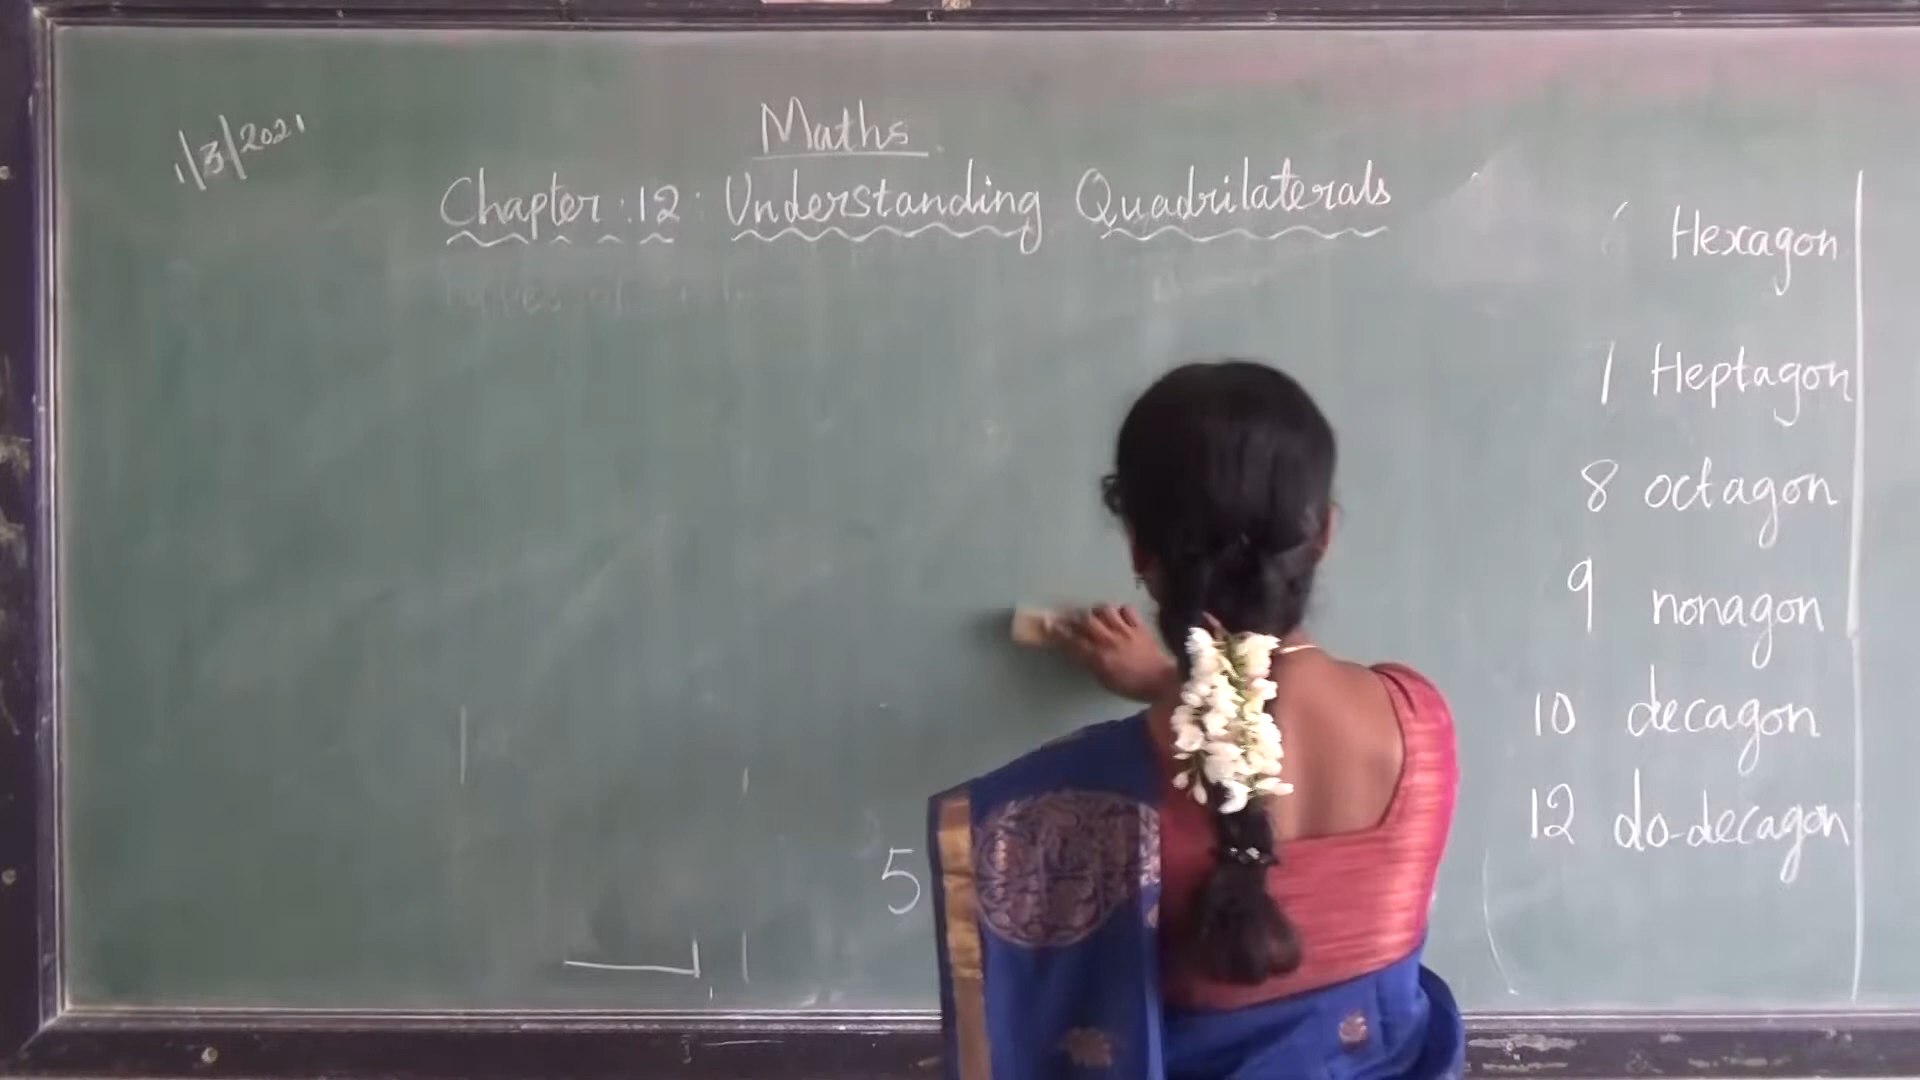 Maths
1/3/2021
Chapter : 12 : Understanding Quadrilaterals
6 Hexagon
Heptagon
8 octagon
9 nonagon
10 decagon
12 do-decagon
5